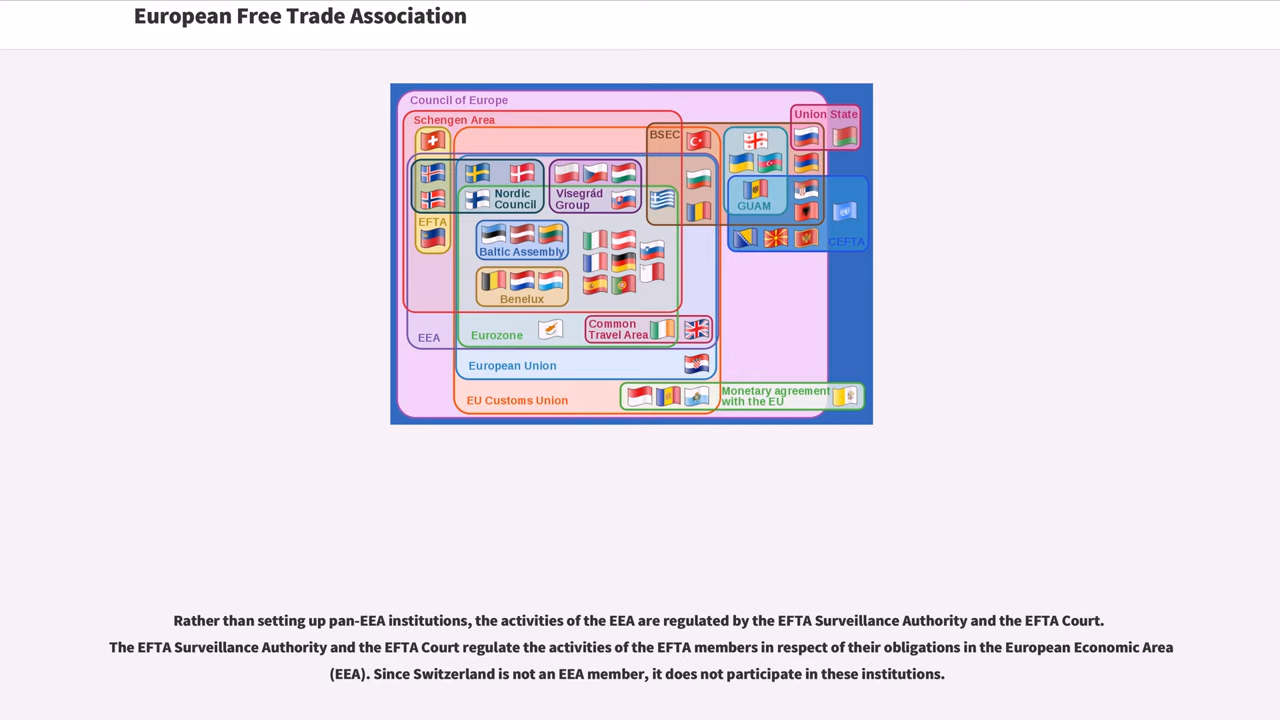 European Free Trade Association
Council of Europe
Schengen Area
Union State
BSEC
Nordic
Council
Visegrád
Group
GUAM
EFTA
CEFTA
Baltic Assembly
Benelux
Common
Travel Area
EEA
Eurozone
European Union
EU Customs Union
Monetary agreement
with the EU
Rather than setting up pan-EEA institutions, the activities of the EEA are regulated by the EFTA Surveillance Authority and the EFTA Court.
The EFTA Surveillance Authority and the EFTA Court regulate the activities of the EFTA members in respect of their obligations in the European Economic Area
(EEA). Since Switzerland is not an EEA member, it does not participate in these institutions.